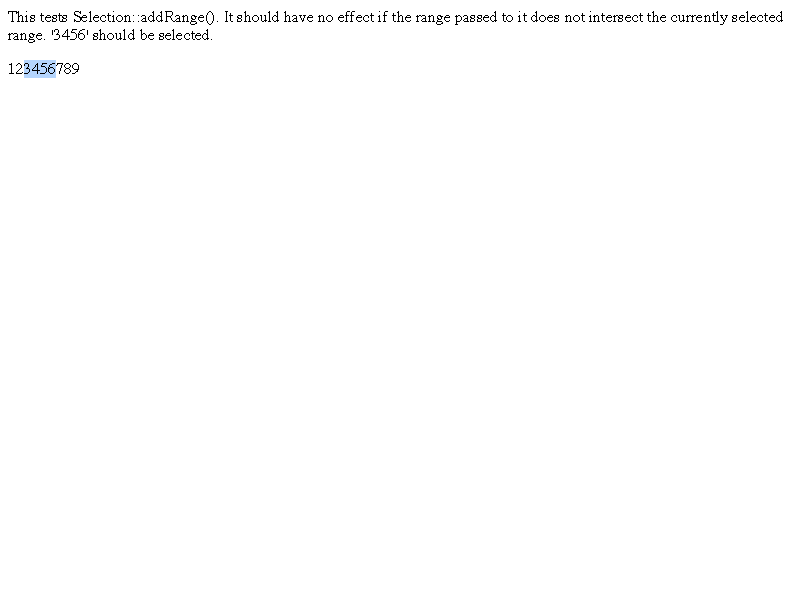 This tests Selection::addRange(). It should have no effect if the range passed to it does not intersect the currently selected
range. '3456' should be selected.
123456789